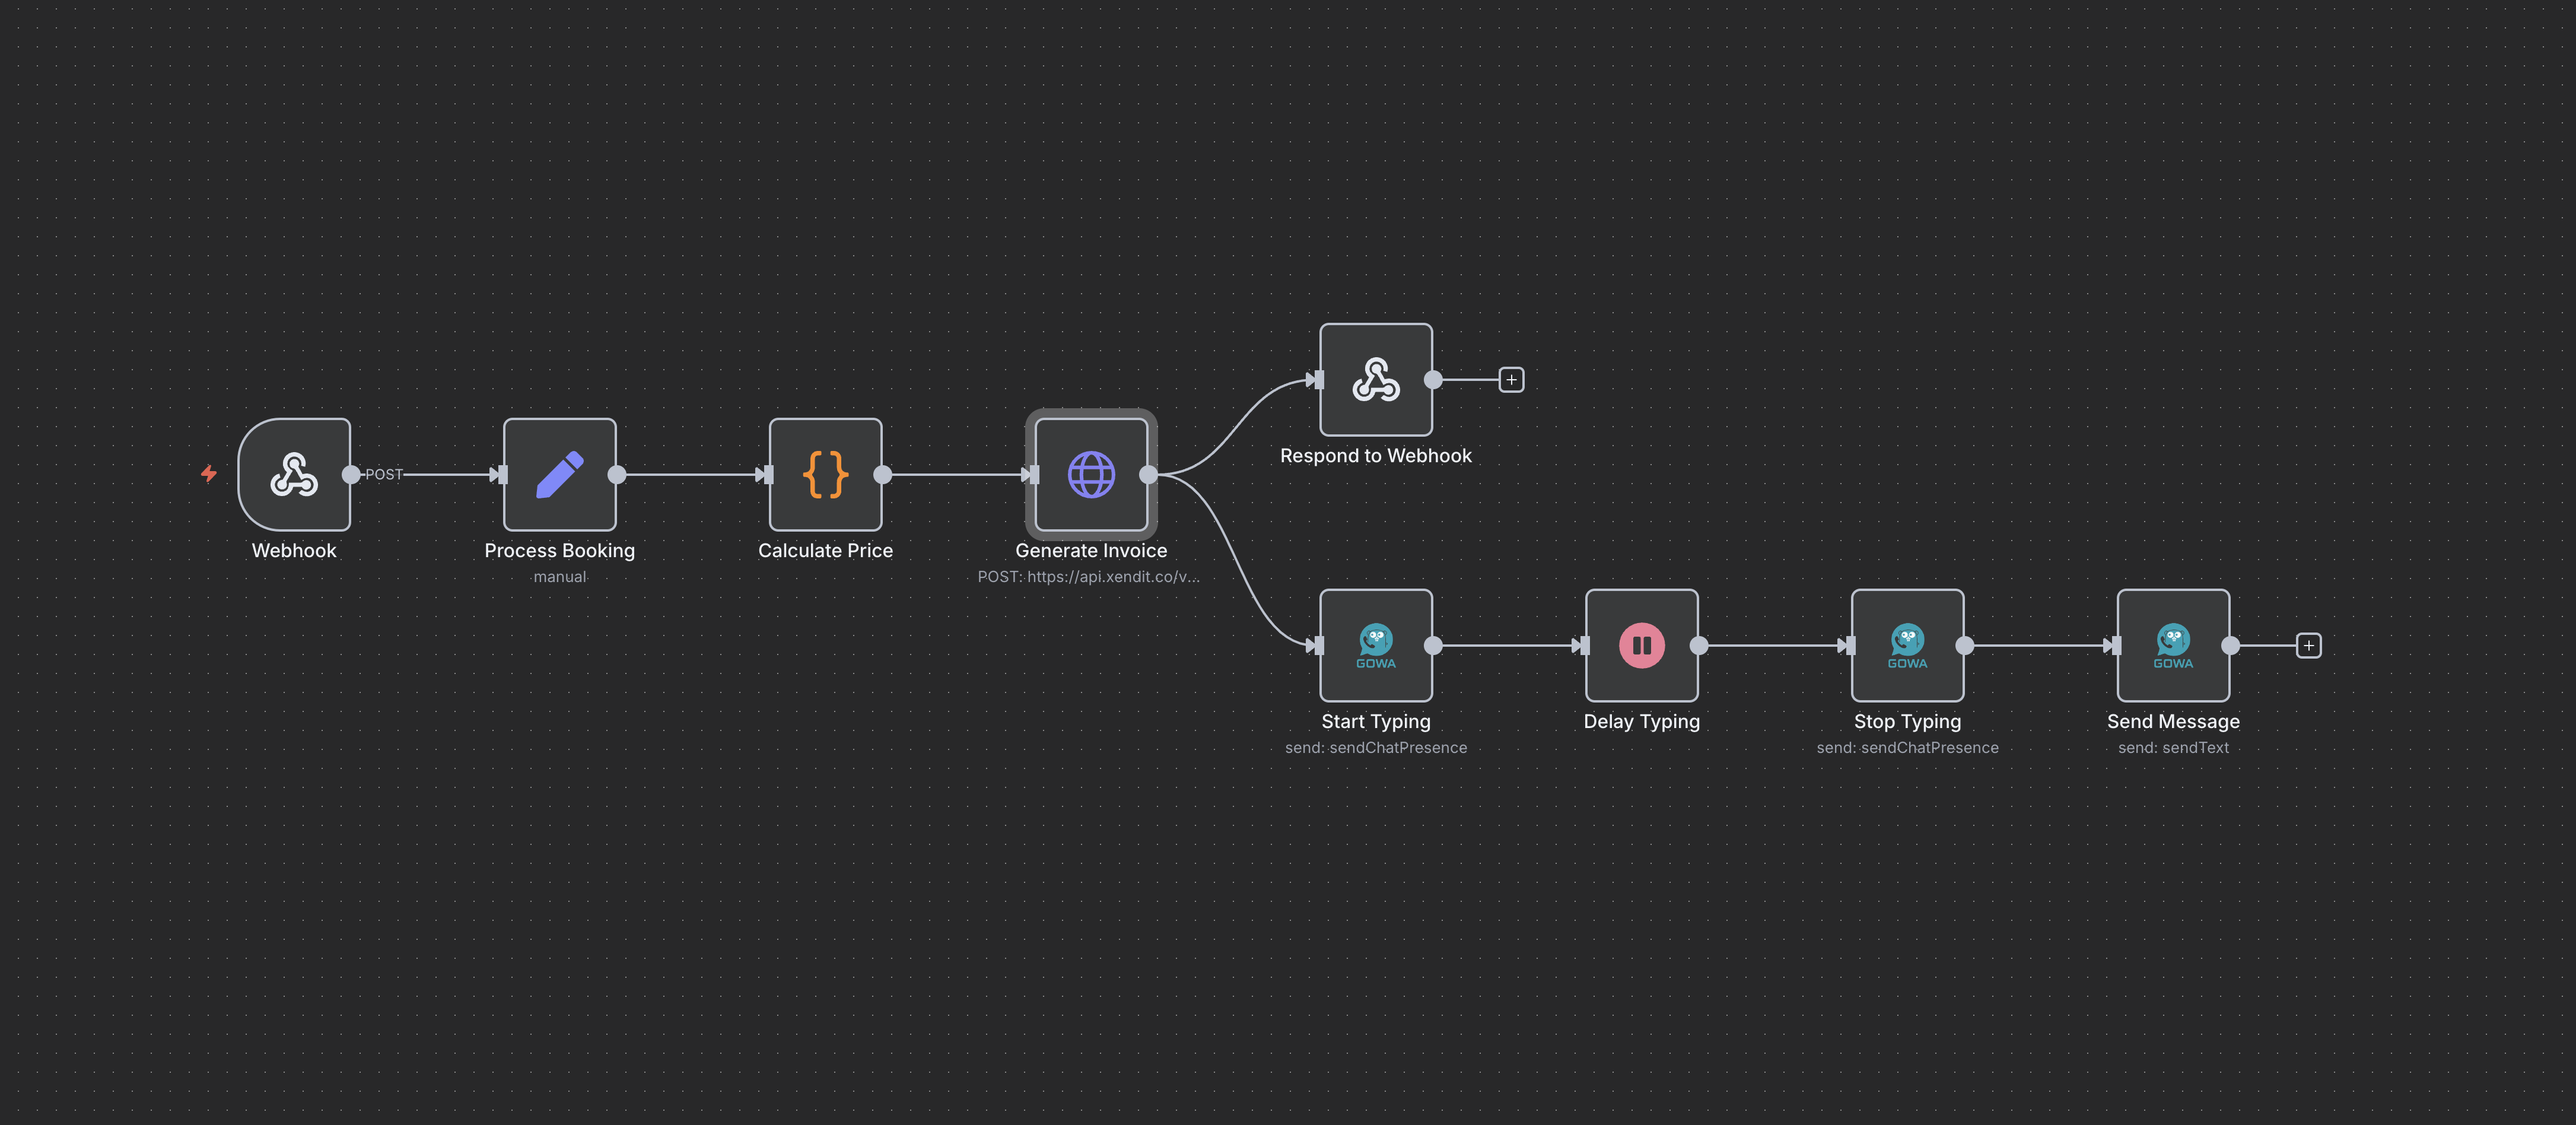 POST
Webhook
Process Booking
manual
Calculate Price
Generate Invoice
POST: https://api.xendit.co/v...
Respond to Webhook
GOWA
Start Typing
send: sendChatPresence
Delay Typing
GOWA
Stop Typing
send: sendChatPresence
GOWA
Send Message
send: sendText